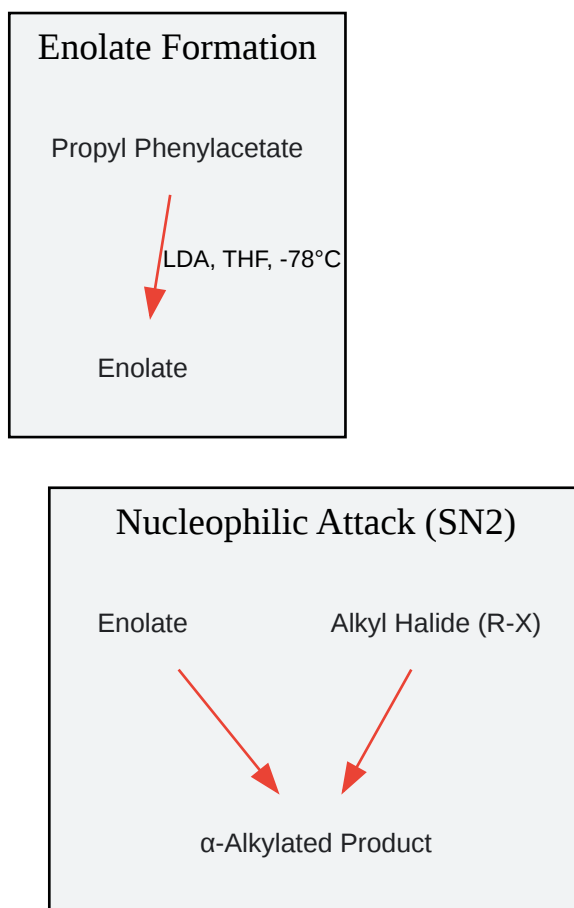 Enolate Formation
Propyl Phenylacetate
LDA, THF, -78°C
Enolate
Nucleophilic Attack (SN2)
Enolate Alkyl Halide (R-X)
α-Alkylated Product